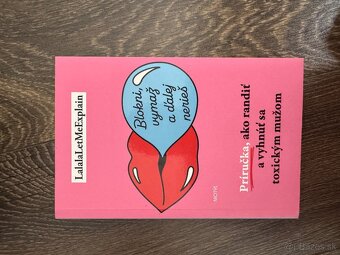 LalalaLetMeExplain
Blokni,
vymaž
a ďalej
nerieš
Príručka, ako randiť
a vyhnúť sa
toxickým mužom
MOTÝĽ